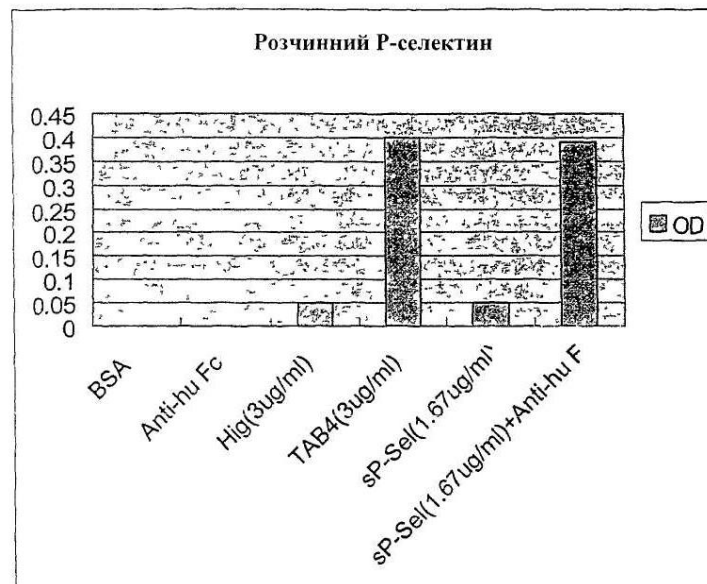 Розчинний Р-селектин
0.45
0.4
0.35
0.3
0.25
0.2
0.15
0.1
0.05
0
OD
BSA
Anti-hu Fc
Hig(3ug/ml)
TAB4(3ug/ml)
sP-Sel(1.67ug/ml)
sP-Sel(1.67ug/ml)+Anti-hu F